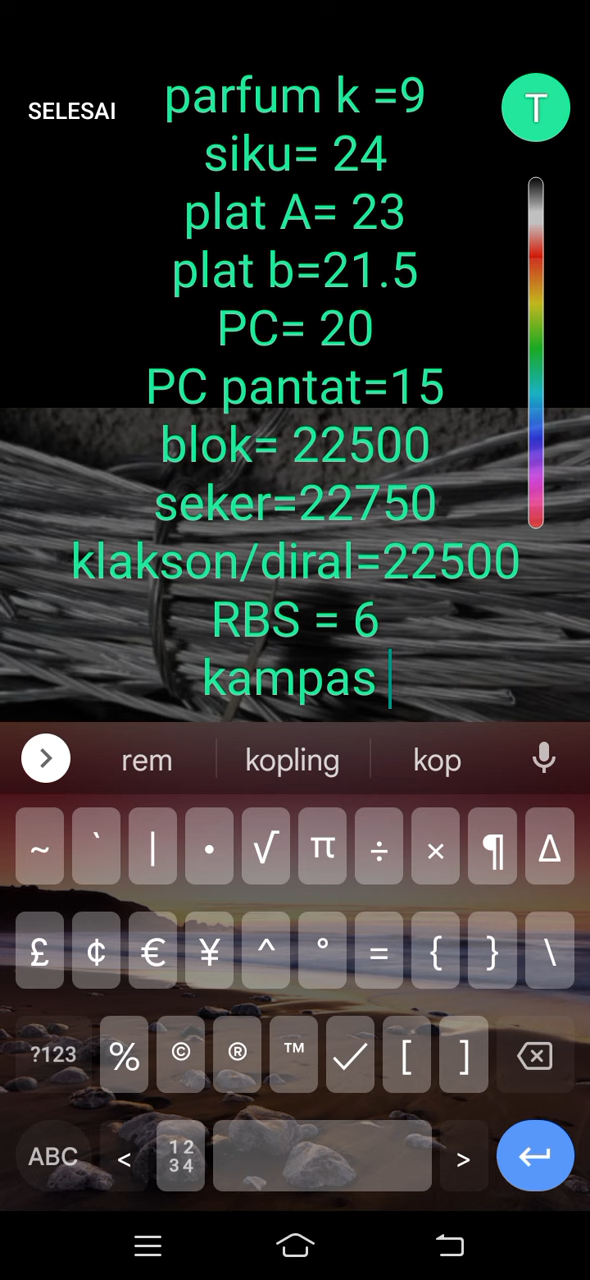 SELESAI
T
parfum k =9
siku= 24
plat A= 23
plat b=21.5
PC= 20
PC pantat=15
blok= 22500
seker=22750
klakson/diral=22500
RBS = 6
kampas
rem kopling kop
~ ` | • √ π ÷ × ¶ Δ
£ ¢ € ¥ ^ ° = { } \
?123 % © ® ™ ✓ [ ]
ABC < 12 34 >